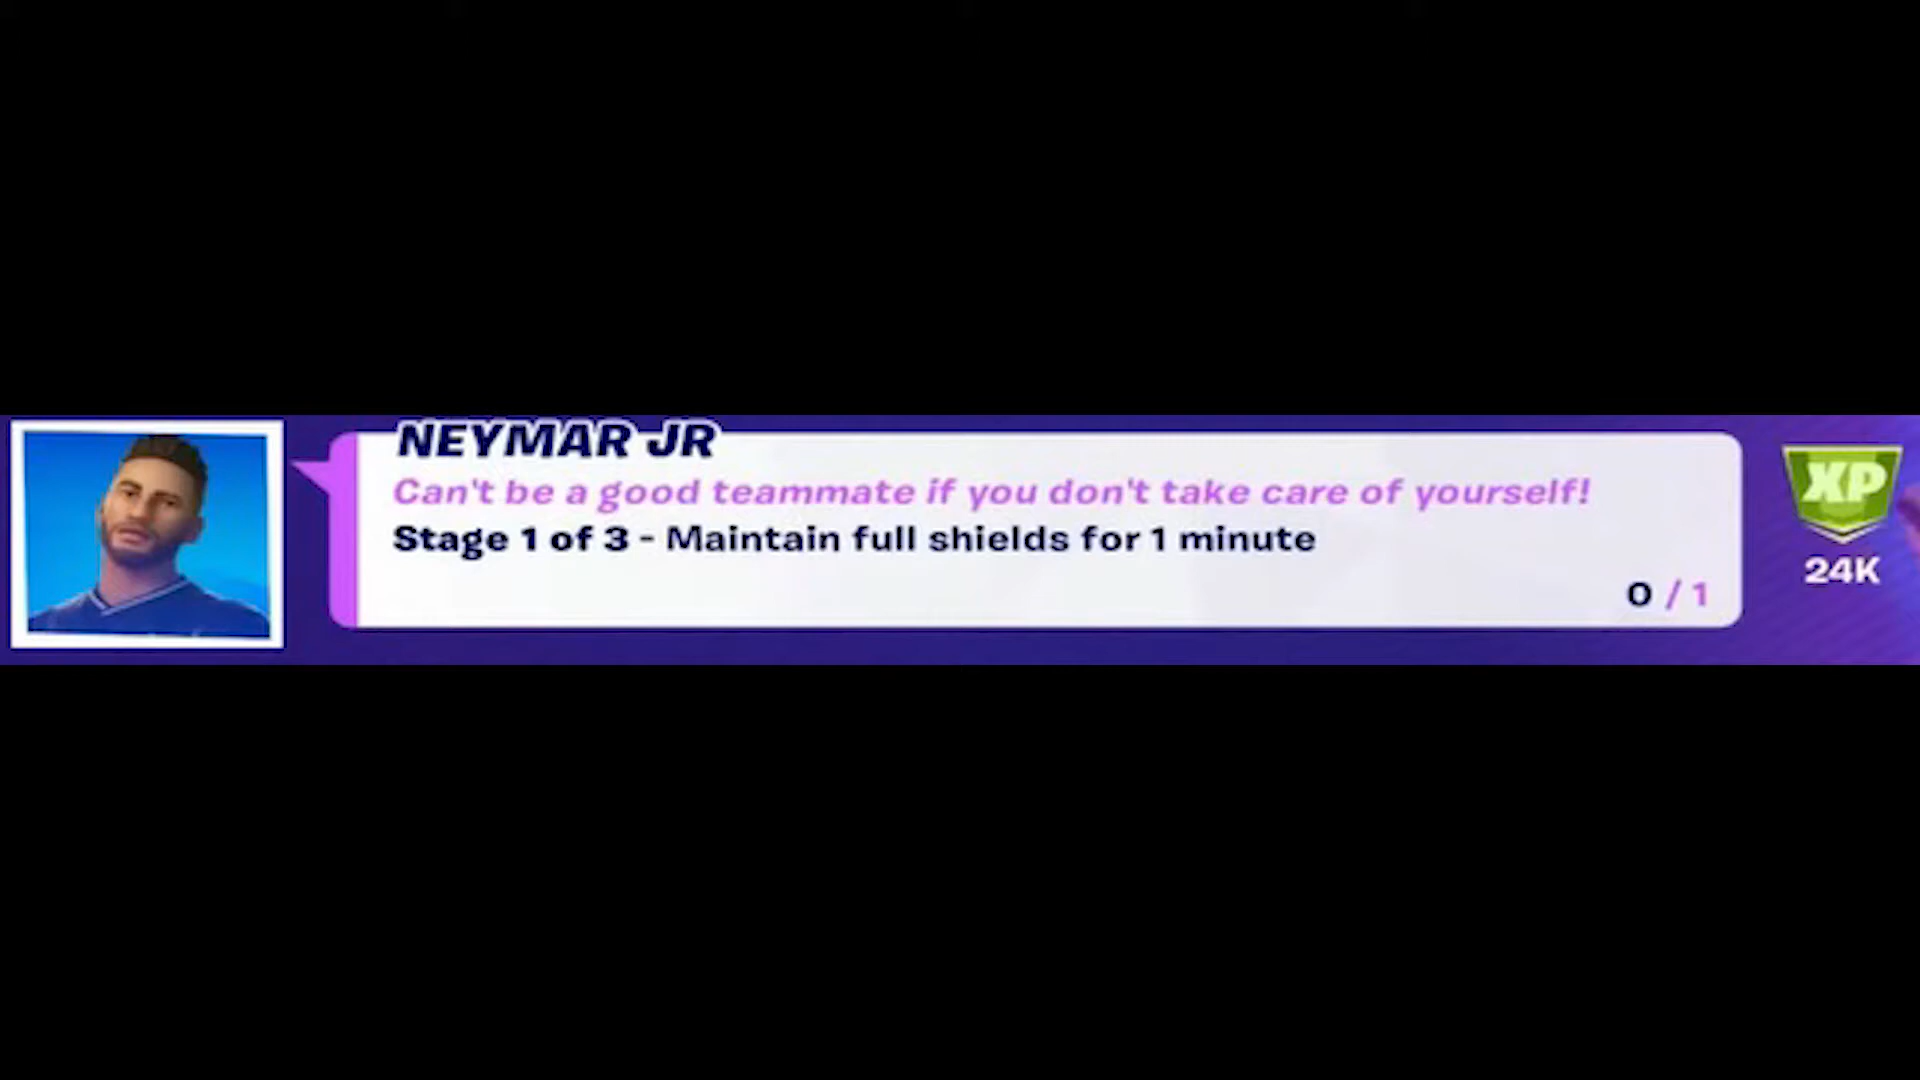 NEYMAR JR
Can't be a good teammate if you don't take care of yourself!
Stage 1 of 3 - Maintain full shields for 1 minute
0 / 1
XP
24K